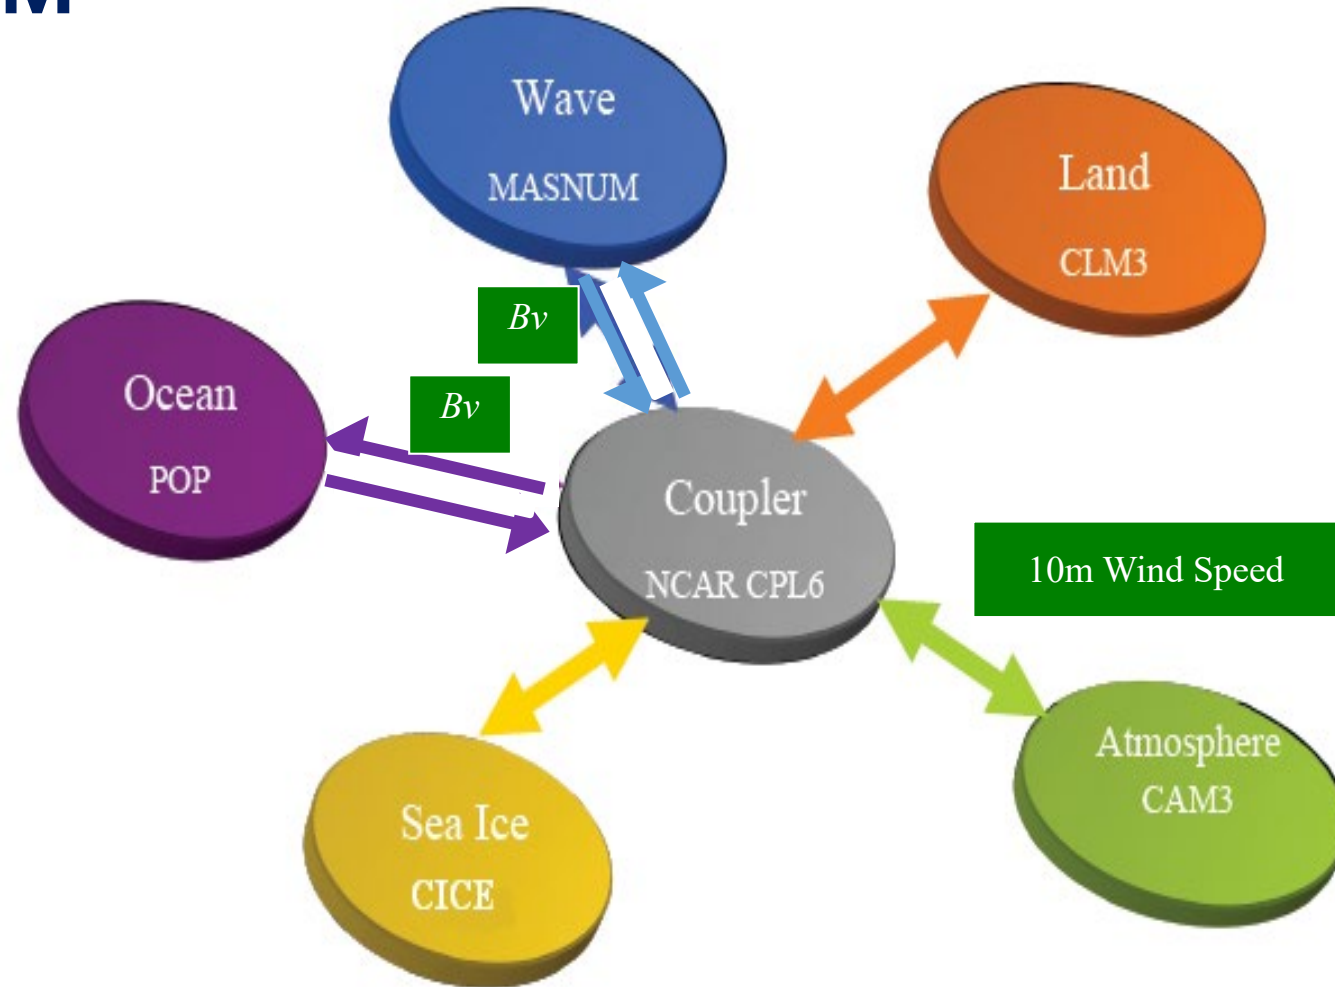 M
Wave
MASNUM
Land
CLM3
Bv
Ocean
POP
Bv
Coupler
NCAR CPL6
10m Wind Speed
Atmosphere
CAM3
Sea Ice
CICE